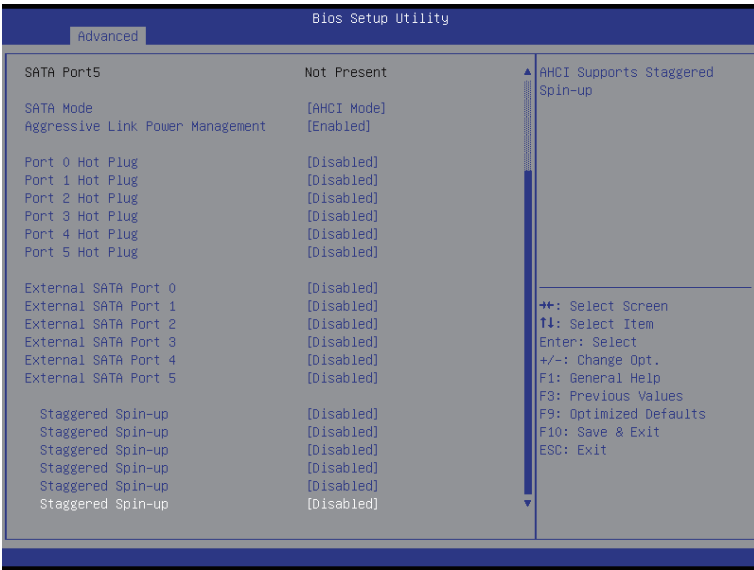 Bios Setup Utility
Advanced
SATA Port5 Not Present
SATA Mode [AHCI Mode]
Aggressive Link Power Management [Enabled]
Port 0 Hot Plug [Disabled]
Port 1 Hot Plug [Disabled]
Port 2 Hot Plug [Disabled]
Port 3 Hot Plug [Disabled]
Port 4 Hot Plug [Disabled]
Port 5 Hot Plug [Disabled]
External SATA Port 0 [Disabled]
External SATA Port 1 [Disabled]
External SATA Port 2 [Disabled]
External SATA Port 3 [Disabled]
External SATA Port 4 [Disabled]
External SATA Port 5 [Disabled]
Staggered Spin-up [Disabled]
Staggered Spin-up [Disabled]
Staggered Spin-up [Disabled]
Staggered Spin-up [Disabled]
Staggered Spin-up [Disabled]
Staggered Spin-up [Disabled]
AHCI Supports Staggered
Spin-up
→←: Select Screen
↑↓: Select Item
Enter: Select
+/-: Change Opt.
F1: General Help
F3: Previous Values
F9: Optimized Defaults
F10: Save & Exit
ESC: Exit